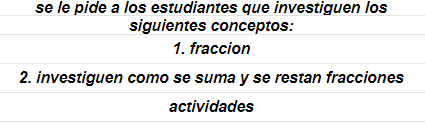 se le pide a los estudiantes que investiguen los
siguientes conceptos:
1. fraccion
2. investiguen como se suma y se restan fracciones
actividades